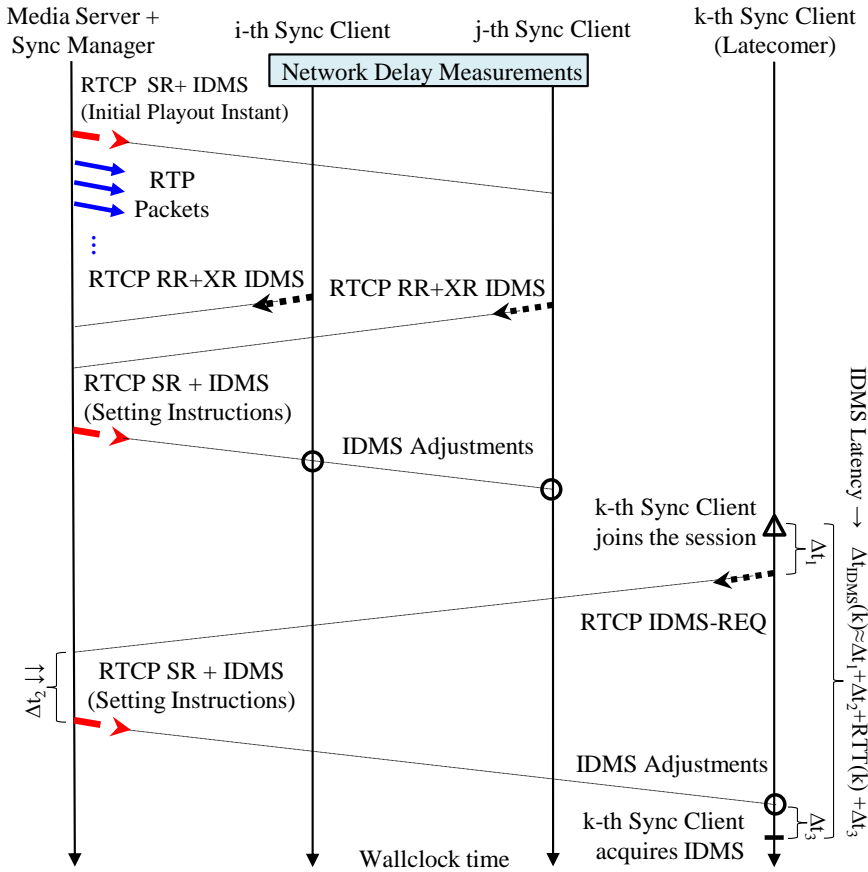 Media Server +
Sync Manager
i-th Sync Client
j-th Sync Client
k-th Sync Client
(Latecomer)
Network Delay Measurements
RTCP SR+ IDMS
(Initial Playout Instant)
RTP
Packets
...
RTCP RR+XR IDMS
RTCP RR+XR IDMS
RTCP SR + IDMS
(Setting Instructions)
IDMS Adjustments
k-th Sync Client
joins the session
Δt₁
RTCP IDMS-REQ
Δt₂ ↓↓
RTCP SR + IDMS
(Setting Instructions)
IDMS Adjustments
Δt₃
k-th Sync Client
acquires IDMS
IDMS Latency → Δt_IDMS(k)≈Δt₁+Δt₂+RTT(k)+Δt₃
Wallclock time